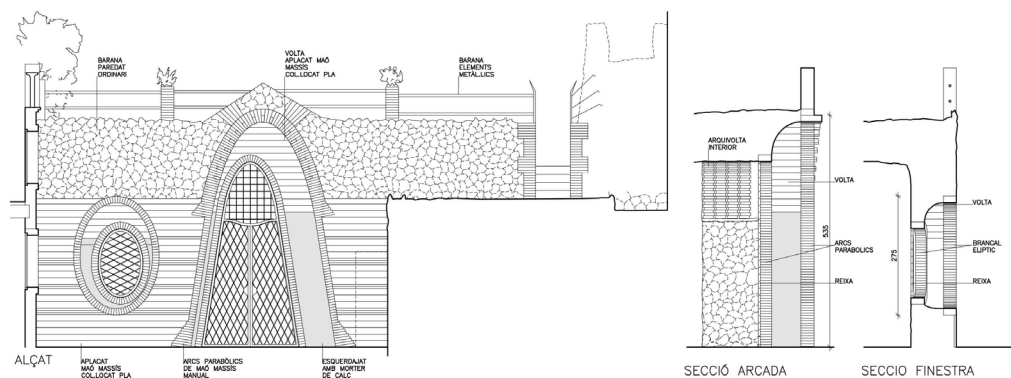 BARANA
PAREDAT
ORDINARI
VOLTA
APLACAT MAÓ
MASSÍS
COL.LOCAT PLA
BARANA
ELEMENTS
METÀL.LICS
ALÇAT
APLACAT
MAÓ MASSÍS
COL.LOCAT PLA
ARCS PARABÒLICS
DE MAÓ MASSÍS
MANUAL
ESQUERDAJAT
AMB MORTER
DE CALC
ARQUIVOLTA
INTERIOR
VOLTA
535
ARCS
PARABOLICS
REIXA
SECCIÓ ARCADA
VOLTA
275
BRANCAL
ELIPTIC
REIXA
SECCIO FINESTRA